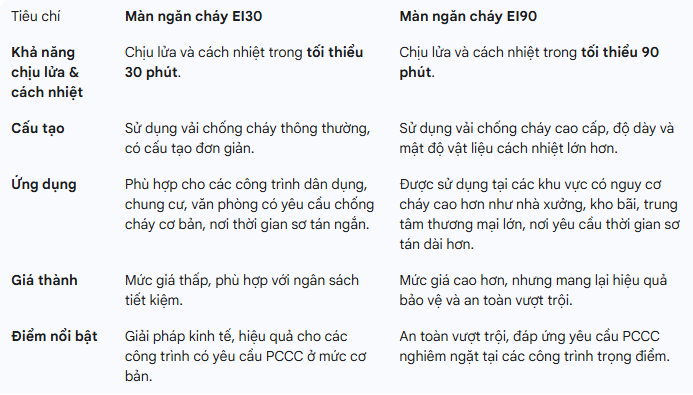 Tiêu chí Màn ngăn cháy EI30 Màn ngăn cháy EI90
Khả năng chịu lửa & cách nhiệt
Chịu lửa và cách nhiệt trong tối thiểu
30 phút.
Chịu lửa và cách nhiệt trong tối thiểu 90
phút.
Cấu tạo
Sử dụng vải chống cháy thông thường,
có cấu tạo đơn giản.
Sử dụng vải chống cháy cao cấp, độ dày và
mật độ vật liệu cách nhiệt lớn hơn.
Ứng dụng
Phù hợp cho các công trình dân dụng,
chung cư, văn phòng có yêu cầu chống
cháy cơ bản, nơi thời gian sơ tán ngắn.
Được sử dụng tại các khu vực có nguy cơ
cháy cao hơn như nhà xưởng, kho bãi, trung
tâm thương mại lớn, nơi yêu cầu thời gian sơ
tán dài hơn.
Giá thành
Mức giá thấp, phù hợp với ngân sách
tiết kiệm.
Mức giá cao hơn, nhưng mang lại hiệu quả
bảo vệ và an toàn vượt trội.
Điểm nổi bật
Giải pháp kinh tế, hiệu quả cho các
công trình có yêu cầu PCCC ở mức cơ
bản.
An toàn vượt trội, đáp ứng yêu cầu PCCC
nghiêm ngặt tại các công trình trọng điểm.